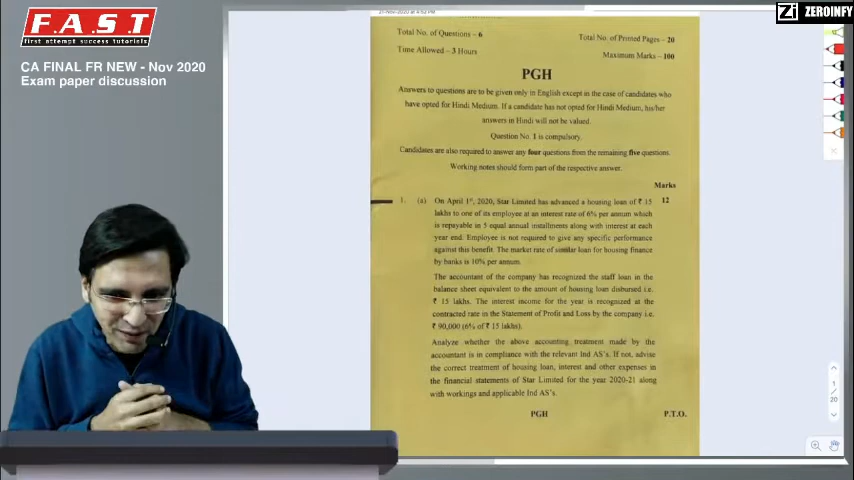 F.A.S.T
first attempt success tutorials
CA FINAL FR NEW - Nov 2020
Exam paper discussion
Zi ZEROINFY
21-Nov-2020 at 4:52 PM
Total No. of Questions – 6
Total No. of Printed Pages – 20
Time Allowed – 3 Hours
Maximum Marks – 100
PGH
Answers to questions are to be given only in English except in the case of candidates who
have opted for Hindi Medium. If a candidate has not opted for Hindi Medium, his/her
answers in Hindi will not be valued.
Question No. 1 is compulsory.
Candidates are also required to answer any four questions from the remaining five questions.
Working notes should form part of the respective answer.
Marks
1. (a) On April 1st, 2020, Star Limited has advanced a housing loan of ₹ 15 12
lakhs to one of its employee at an interest rate of 6% per annum which
is repayable in 5 equal annual installments along with interest at each
year end. Employee is not required to give any specific performance
against this benefit. The market rate of similar loan for housing finance
by banks is 10% per annum.
The accountant of the company has recognized the staff loan in the
balance sheet equivalent to the amount of housing loan disbursed i.e.
₹ 15 lakhs. The interest income for the year is recognized at the
contracted rate in the Statement of Profit and Loss by the company i.e.
₹ 90,000 (6% of ₹ 15 lakhs).
Analyze whether the above accounting treatment made by the
accountant is in compliance with the relevant Ind AS's. If not, advise
the correct treatment of housing loan, interest and other expenses in
the financial statements of Star Limited for the year 2020-21 along
with workings and applicable Ind AS's.
PGH
P.T.O.
1
/
20